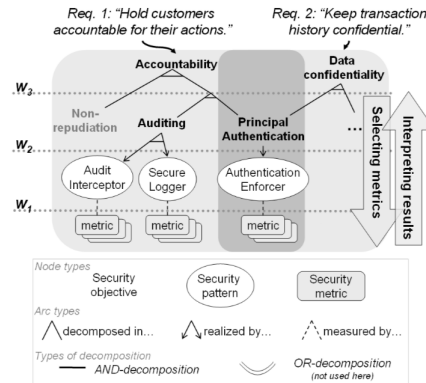 Req. 1: “Hold customers
accountable for their actions.”
Req. 2: “Keep transaction
history confidential.”
Accountability
Data
confidentiality
W3
Non-
repudiation
Auditing
Principal
Authentication
...
W2
Audit
Interceptor
Secure
Logger
Authentication
Enforcer
Selecting metrics
Interpreting results
W1
metric
metric
metric
Node types
Security
objective
Security
pattern
Security
metric
Arc types
decomposed in…
realized by…
measured by…
Types of decomposition
AND-decomposition
OR-decomposition
(not used here)